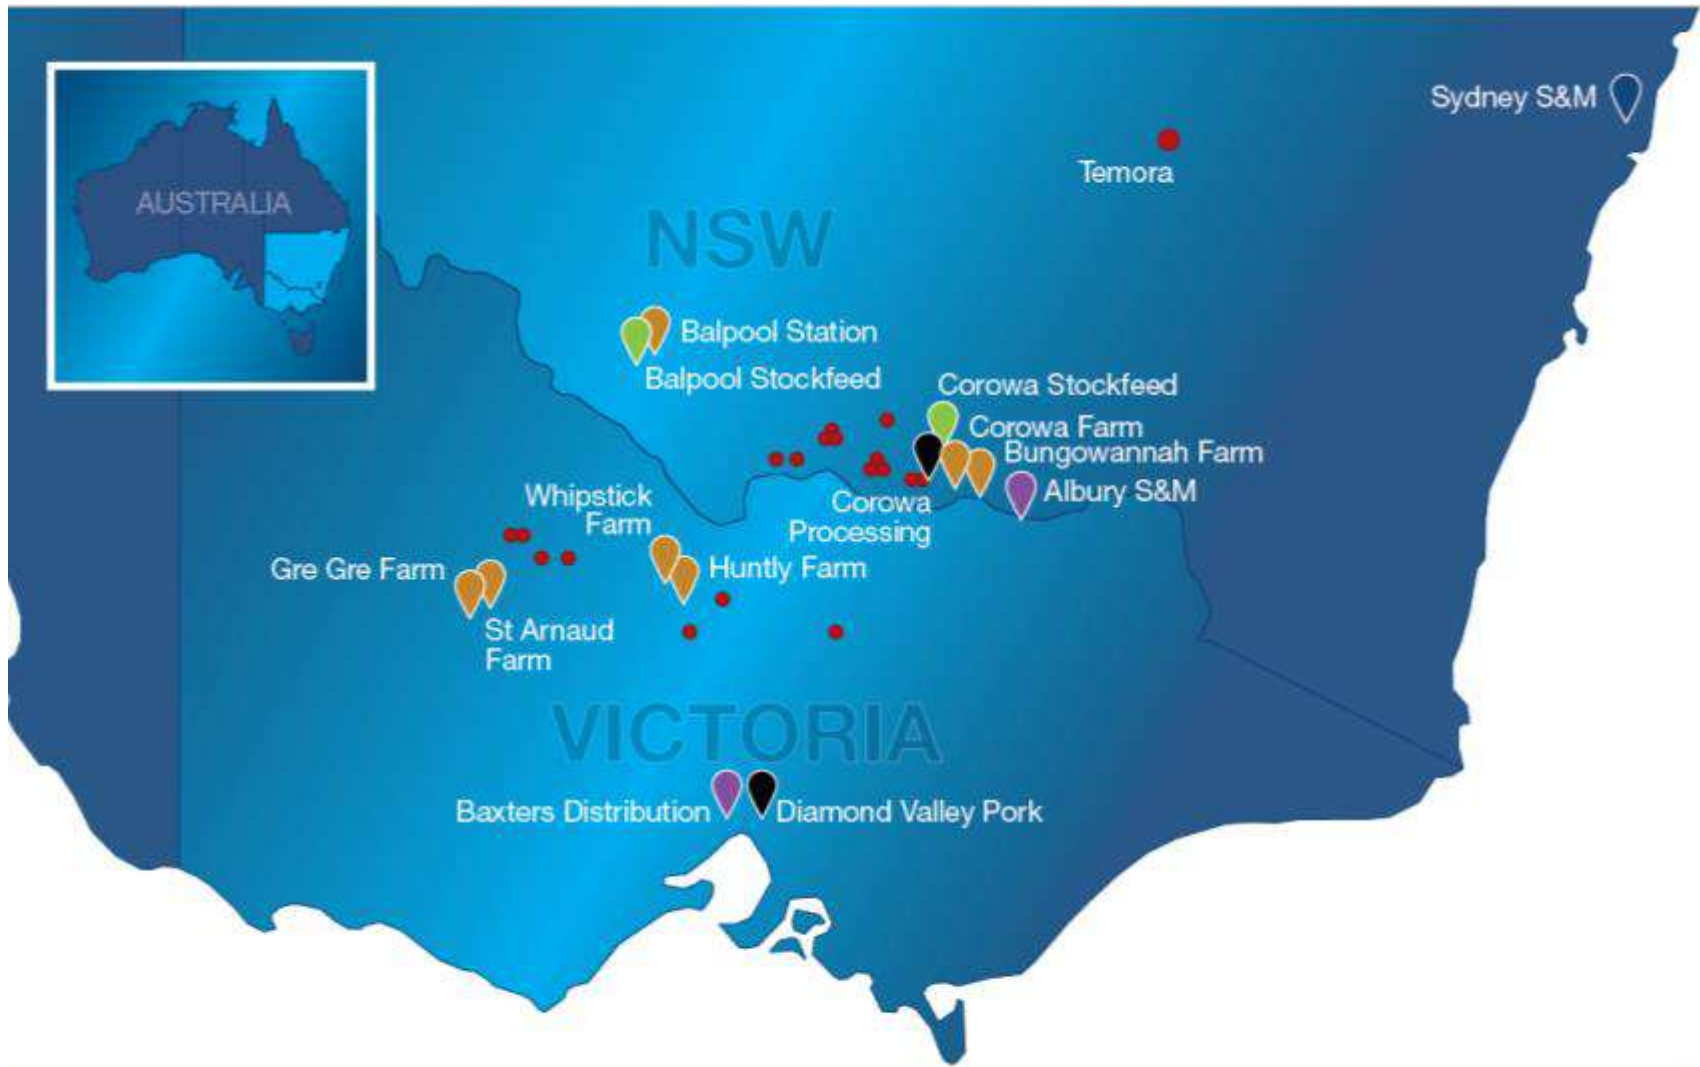 Sydney S&M
Temora
AUSTRALIA
NSW
Balpool Station
Balpool Stockfeed
Corowa Stockfeed
Corowa Farm
Bungowannah Farm
Albury S&M
Corowa
Processing
Whipstick
Farm
Huntly Farm
Gre Gre Farm
St Arnaud
Farm
VICTORIA
Baxters Distribution
Diamond Valley Pork